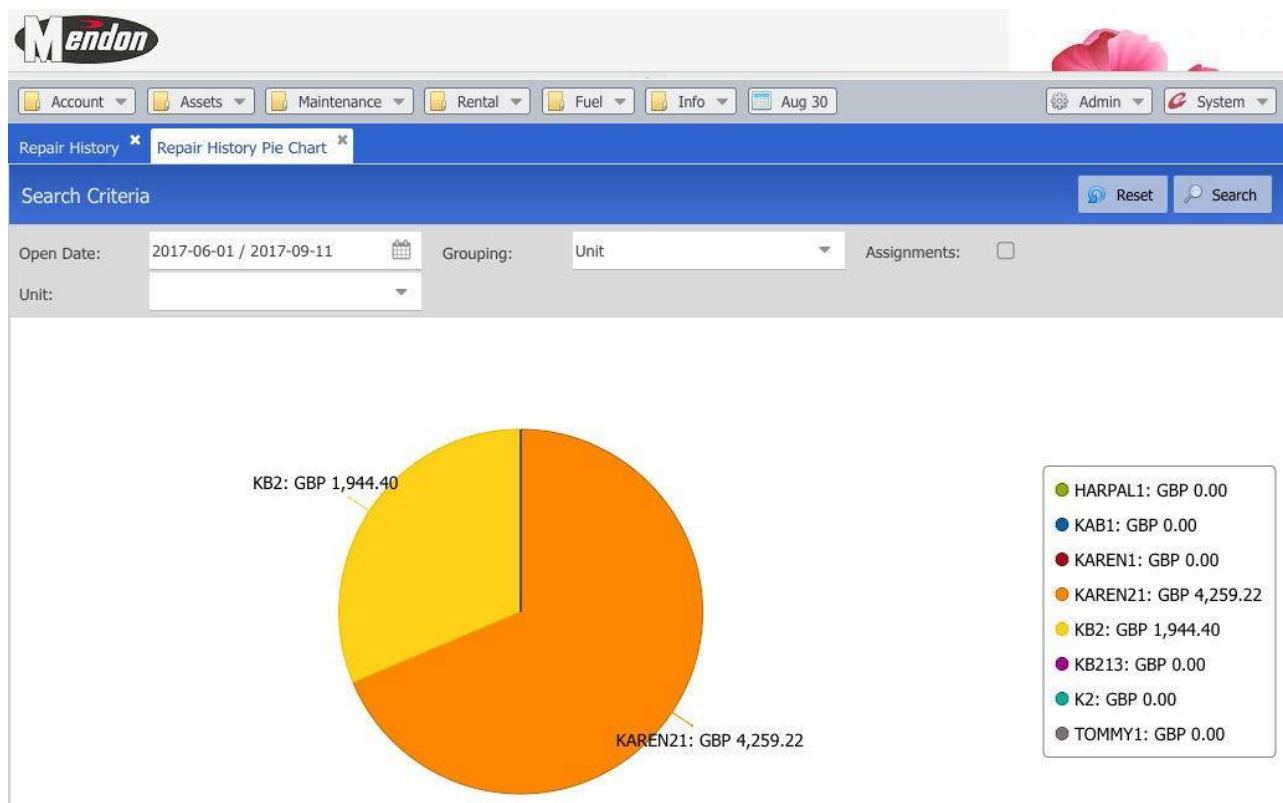 Mendon
Account Assets Maintenance Rental Fuel Info Aug 30 Admin System
Repair History Repair History Pie Chart
Search Criteria Reset Search
Open Date: 2017-06-01 / 2017-09-11 Grouping: Unit Assignments:
Unit:
KB2: GBP 1,944.40
KAREN21: GBP 4,259.22
HARPAL1: GBP 0.00
KAB1: GBP 0.00
KAREN1: GBP 0.00
KAREN21: GBP 4,259.22
KB2: GBP 1,944.40
KB213: GBP 0.00
K2: GBP 0.00
TOMMY1: GBP 0.00